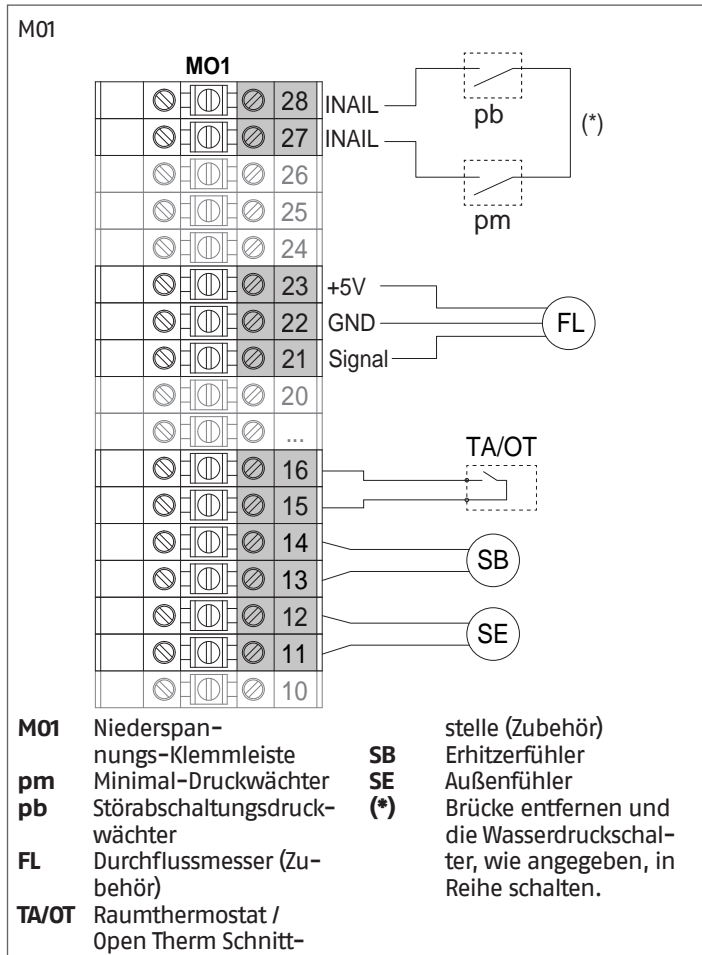 M01
MO1
28 INAIL
pb
27 INAIL
(*)
26
pm
25
24
23 +5V
22 GND
FL
21 Signal
20
...
TA/OT
16
15
14
SB
13
12
SE
11
10
M01 Niederspan-
nungs-Klemmleiste
pm Minimal-Druckwächter
pb Störabschaltungsdruck-
wächter
FL Durchflussmesser (Zu-
behör)
TA/OT Raumthermostat /
Open Therm Schnitt-
stelle (Zubehör)
SB Erhitzerfühler
SE Außenfühler
(*) Brücke entfernen und
die Wasserdruckschal-
ter, wie angegeben, in
Reihe schalten.